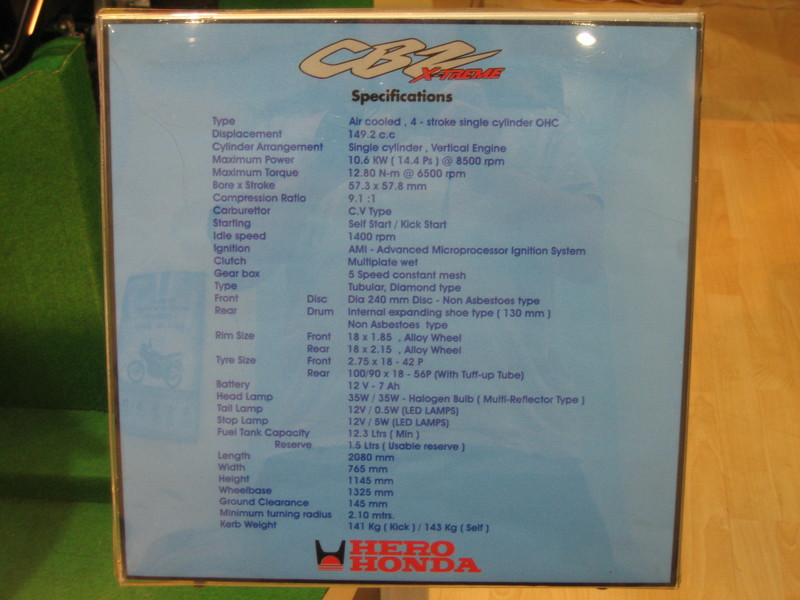 CBZ
X-TREME
Specifications
Type Air cooled , 4 - stroke single cylinder OHC
Displacement 149.2 c.c
Cylinder Arrangement Single cylinder , Vertical Engine
Maximum Power 10.6 KW ( 14.4 Ps ) @ 8500 rpm
Maximum Torque 12.80 N-m @ 6500 rpm
Bore x Stroke 57.3 x 57.8 mm
Compression Ratio 9.1 :1
Carburettor C.V Type
Starting Self Start / Kick Start
Idle speed 1400 rpm
Ignition AMI - Advanced Microprocessor Ignition System
Clutch Multiplate wet
Gear box 5 Speed constant mesh
Type Tubular, Diamond type
Front Disc Dia 240 mm Disc - Non Asbestoes type
Rear Drum Internal expanding shoe type ( 130 mm )
Non Asbestoes type
Rim Size Front 18 x 1.85 , Alloy Wheel
Rear 18 x 2.15 , Alloy Wheel
Tyre Size Front 2.75 x 18 - 42 P
Rear 100/90 x 18 - 56P (With Tuff-up Tube)
Battery 12 V - 7 Ah
Head Lamp 35W / 35W - Halogen Bulb ( Multi-Reflector Type )
Tail Lamp 12V / 0.5W (LED LAMPS)
Stop Lamp 12V / 5W (LED LAMPS)
Fuel Tank Capacity 12.3 Ltrs ( Min )
Reserve 1.5 Ltrs ( Usable reserve )
Length 2080 mm
Width 765 mm
Height 1145 mm
Wheelbase 1325 mm
Ground Clearance 145 mm
Minimum turning radius 2.10 mtrs.
Kerb Weight 141 Kg ( Kick ) / 143 Kg ( Self )
HERO
HONDA